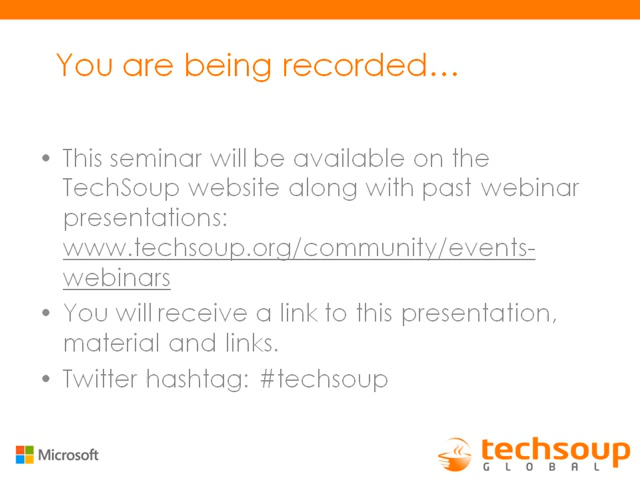 You are being recorded…
• This seminar will be available on the
TechSoup website along with past webinar
presentations:
www.techsoup.org/community/events-
webinars
• You will receive a link to this presentation,
material and links.
• Twitter hashtag: #techsoup
Microsoft
techsoup
GLOBAL